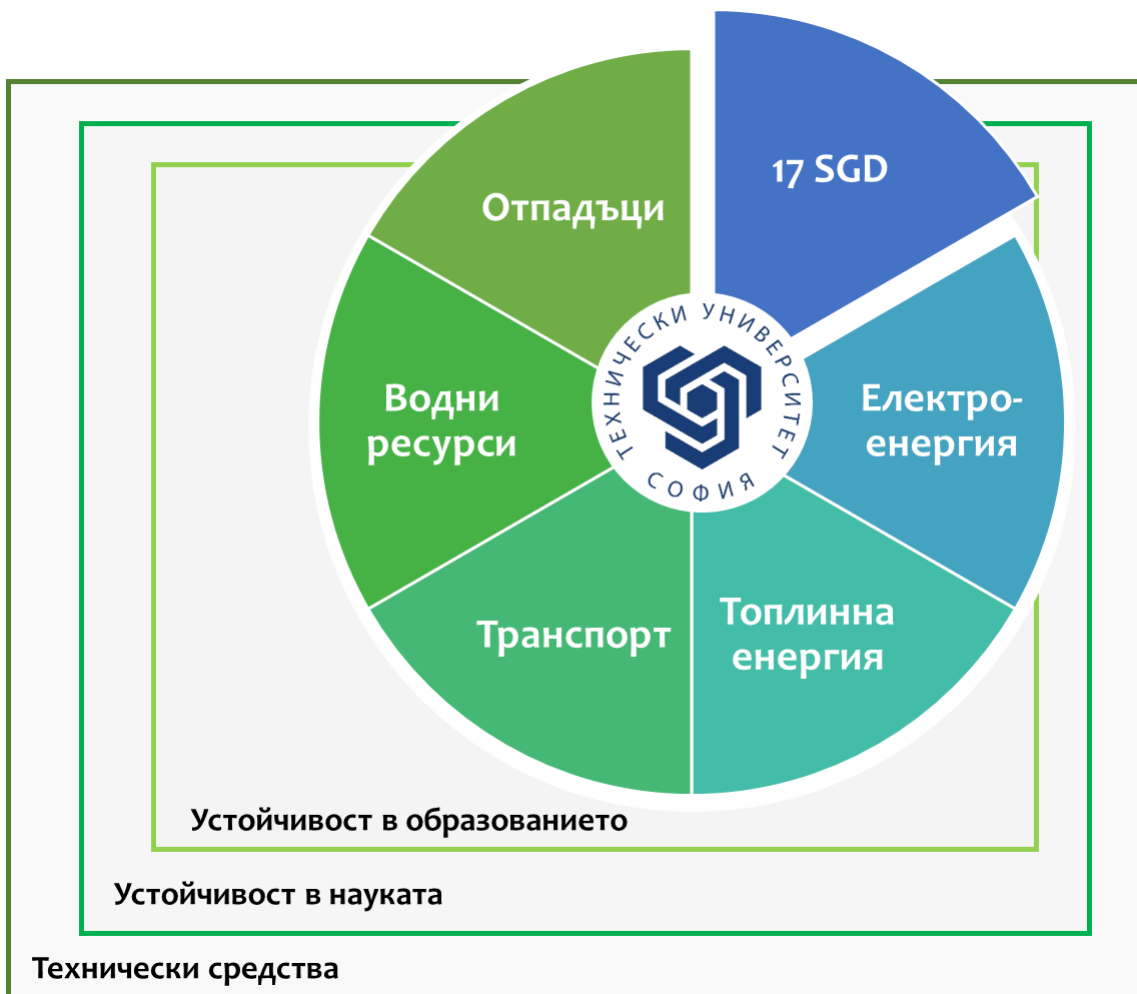 17 SGD
Отпадъци
Водни
ресурси
Електро-
енергия
ТЕХНИЧЕСКИ УНИВЕРСИТЕТ
СОФИЯ
Топлинна
енергия
Транспорт
Устойчивост в образованието
Устойчивост в науката
Технически средства